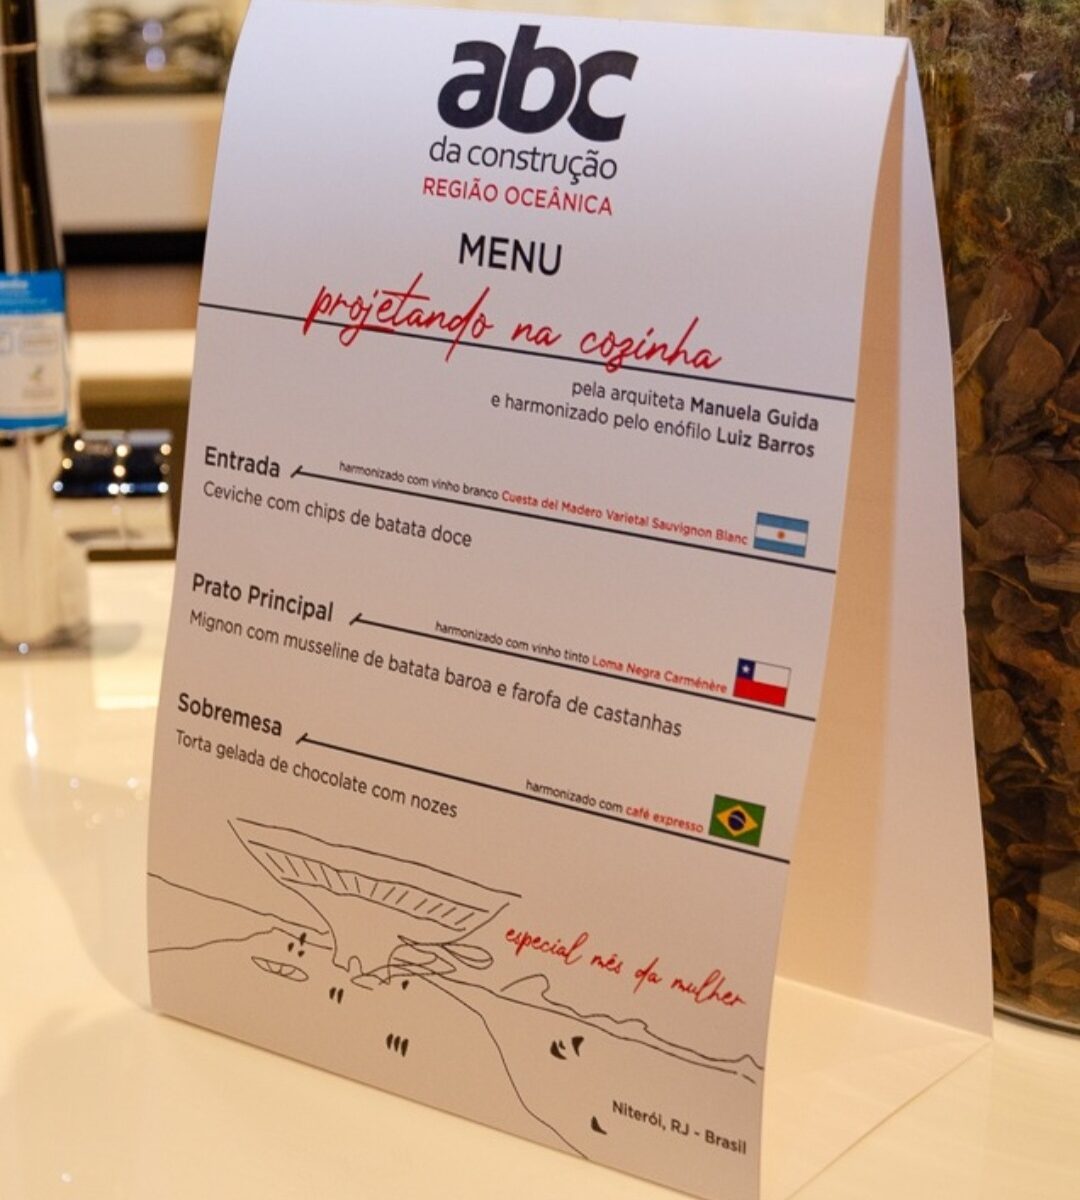 abc
da construção
REGIÃO OCEÂNICA
MENU
projetando na cozinha
pela arquiteta Manuela Guida
e harmonizado pelo enófilo Luiz Barros
Entrada harmonizado com vinho branco Cuesta del Madero Varietal Sauvignon Blanc
Ceviche com chips de batata doce
Prato Principal harmonizado com vinho tinto Loma Negra Carménère
Mignon com musseline de batata baroa e farofa de castanhas
Sobremesa harmonizado com café expresso
Torta gelada de chocolate com nozes
especial mês da mulher
Niterói, RJ - Brasil